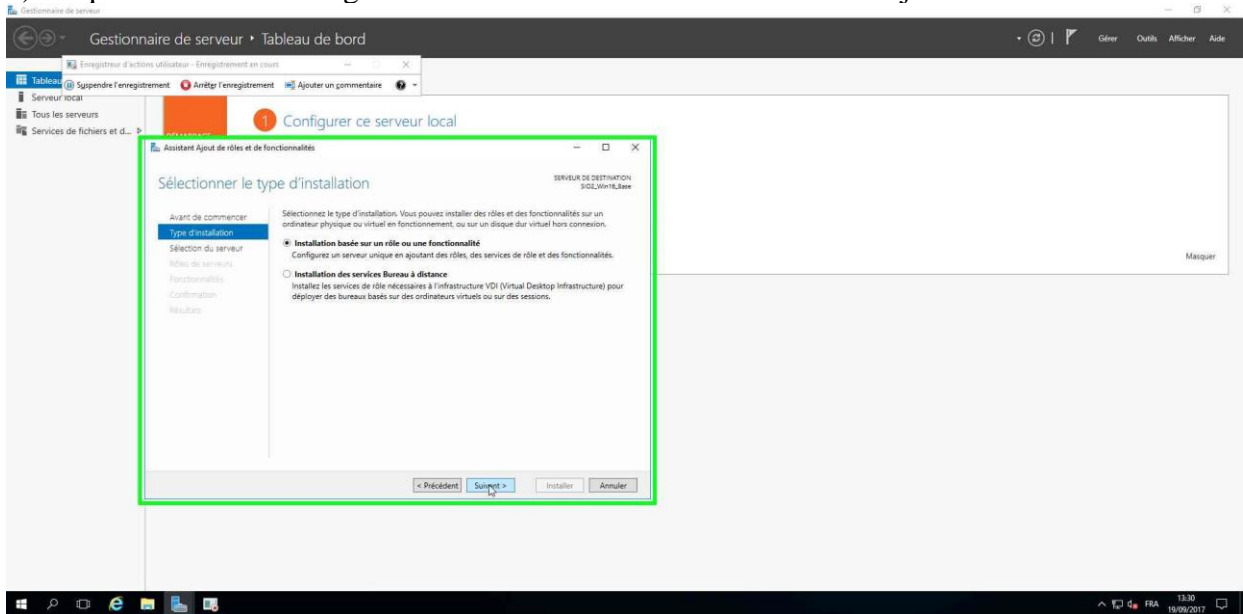 Gestionnaire de serveur
Gestionnaire de serveur • Tableau de bord
Gérer Outils Afficher Aide
Enregistreur d'actions utilisateur - Enregistrement en cours
Suspendre l'enregistrement Arrêter l'enregistrement Ajouter un commentaire
Tableau
Serveur local
Tous les serveurs
Services de fichiers et d...
1 Configurer ce serveur local
Assistant Ajout de rôles et de fonctionnalités
Sélectionner le type d'installation
SERVEUR DE DESTINATION
SIO2_Win16_Base
Avant de commencer
Type d'installation
Sélection du serveur
Rôles de serveurs
Fonctionnalités
Confirmation
Résultats
Sélectionnez le type d'installation. Vous pouvez installer des rôles et des fonctionnalités sur un
ordinateur physique ou virtuel en fonctionnement, ou sur un disque dur virtuel hors connexion.
Installation basée sur un rôle ou une fonctionnalité
Configurez un serveur unique en ajoutant des rôles, des services de rôle et des fonctionnalités.
Installation des services Bureau à distance
Installez les services de rôle nécessaires à l'infrastructure VDI (Virtual Desktop Infrastructure) pour
déployer des bureaux basés sur des ordinateurs virtuels ou sur des sessions.
Masquer
< Précédent Suivant > Installer Annuler
FRA
13:30
19/09/2017